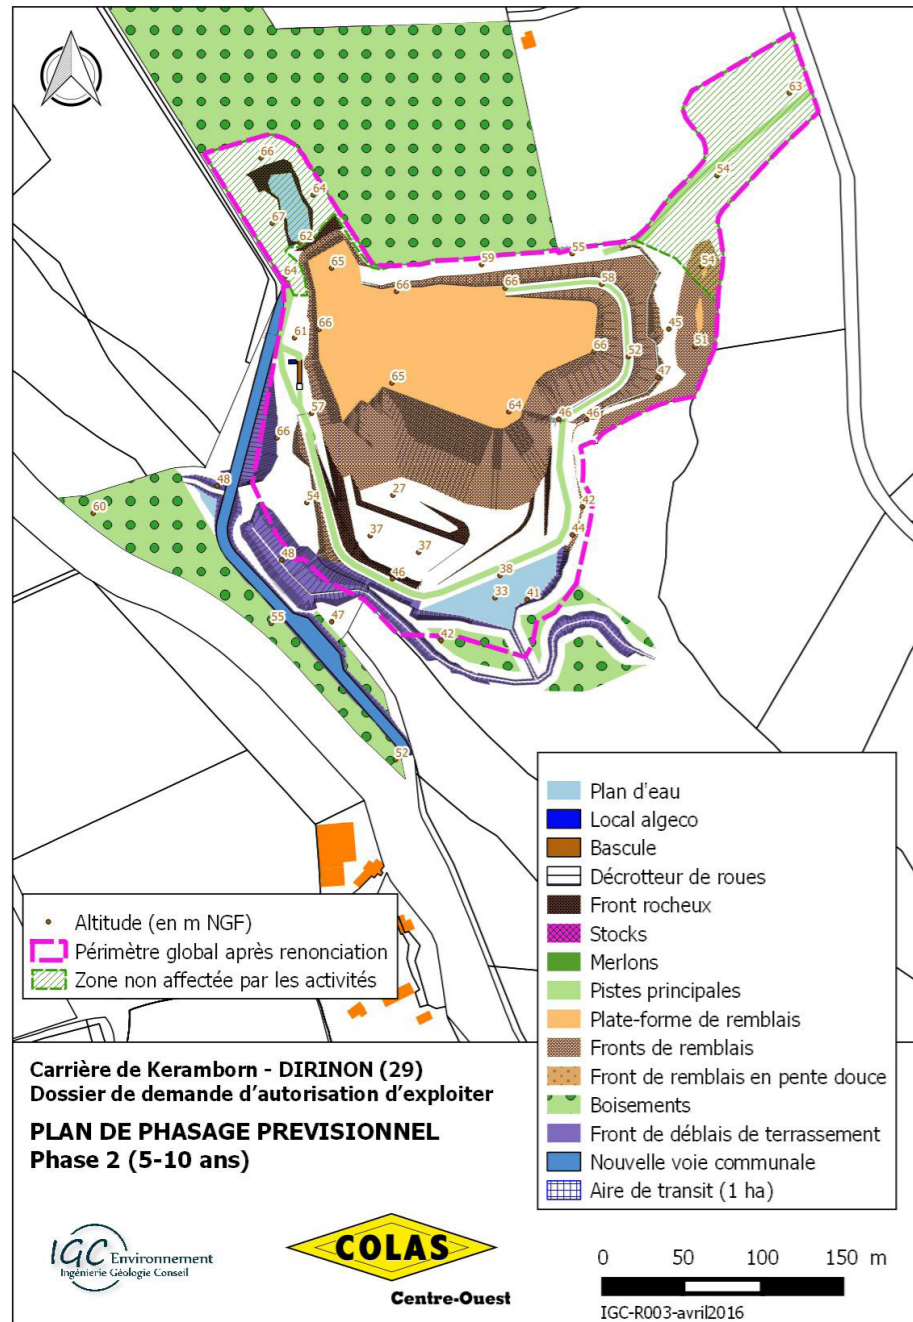 63
66
54
64
67
62
55
54
59
65
64
58
66
66
45
66
61
66
51
52
47
65
64
57
46
46
66
48
27
54
42
60
37
44
37
48
46
38
33
41
55
47
42
52
Plan d'eau
Local algeco
Bascule
Décrotteur de roues
Front rocheux
Stocks
Merlons
Pistes principales
Plate-forme de remblais
Fronts de remblais
Front de remblais en pente douce
Boisements
Front de déblais de terrassement
Nouvelle voie communale
Aire de transit (1 ha)
Altitude (en m NGF)
Périmètre global après renonciation
Zone non affectée par les activités
Carrière de Keramborn - DIRINON (29)
Dossier de demande d'autorisation d'exploiter
PLAN DE PHASAGE PREVISIONNEL
Phase 2 (5-10 ans)
IGC Environnement
Ingénierie Géologie Conseil
COLAS
Centre-Ouest
0 50 100 150 m
IGC-R003-avril2016